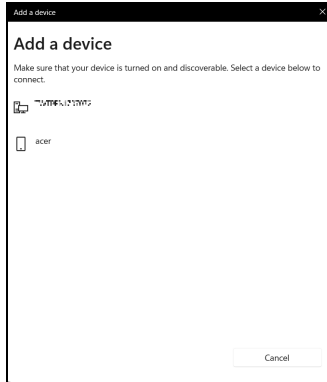 Add a device
Add a device
Make sure that your device is turned on and discoverable. Select a device below to
connect.
acer
Cancel